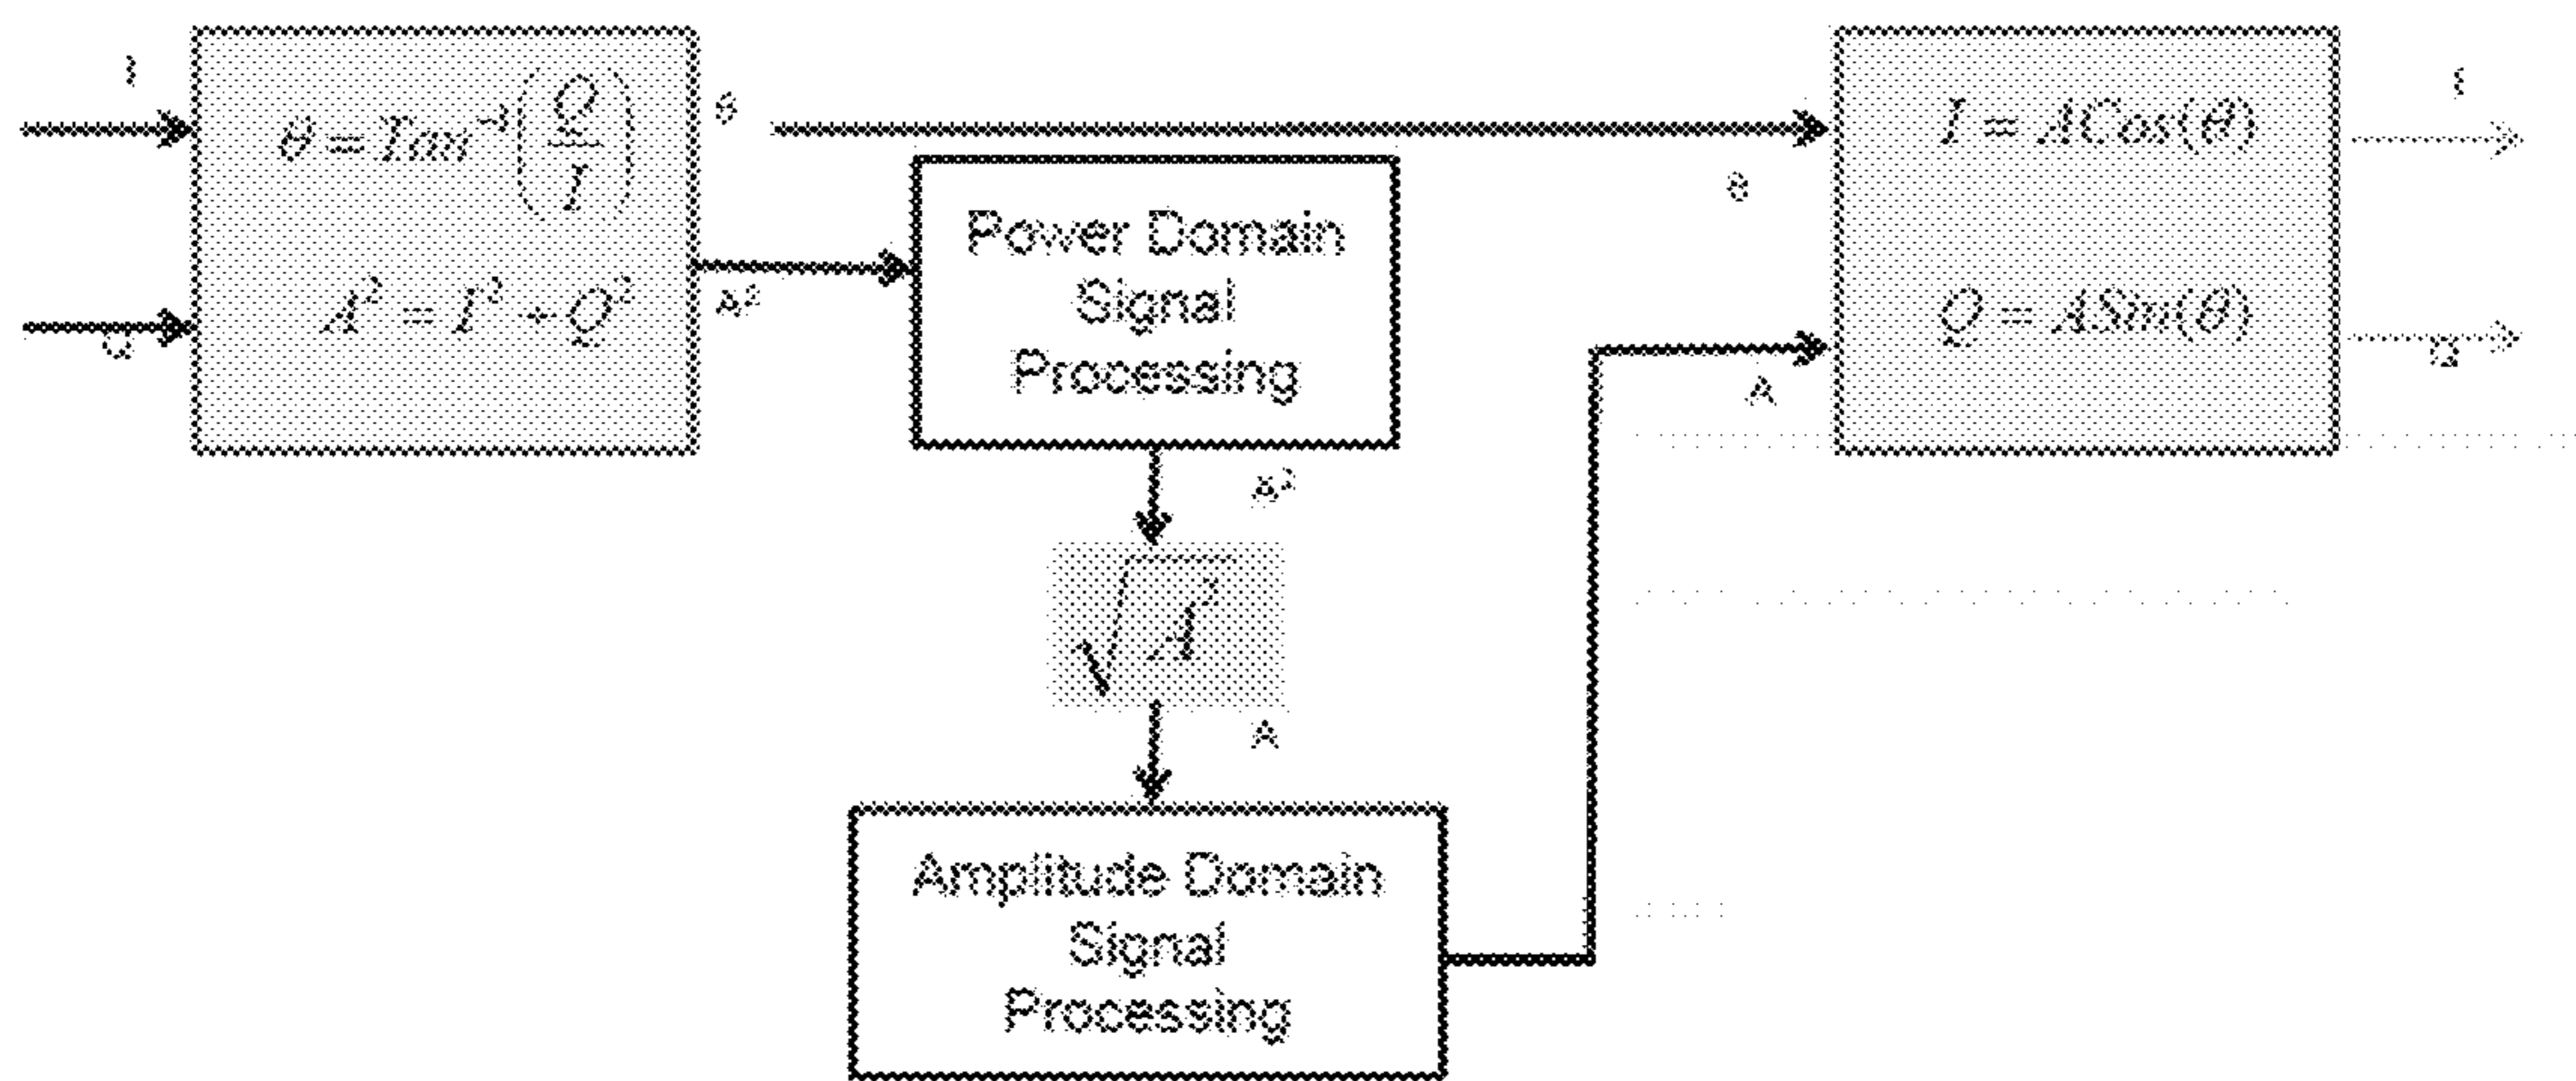 I
θ = Tan⁻¹(Q/I)
θ
I = ACos(θ)
I
Power Domain
Signal
Processing
θ
A² = I² + Q²
A²
Q = ASin(θ)
Q
Q
A
A²
√A²
A
Amplitude Domain
Signal
Processing